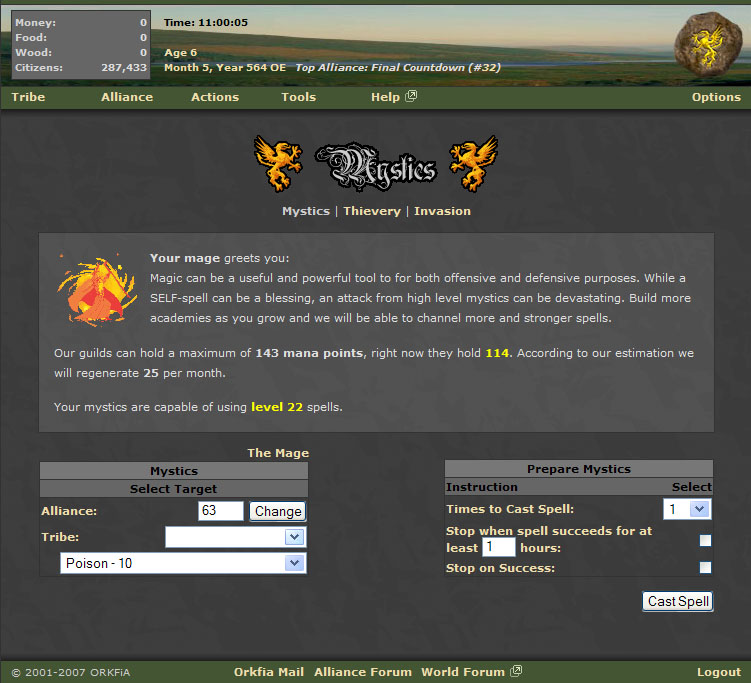 Money: 0
Food: 0
Wood: 0
Citizens: 287,433
Time: 11:00:05
Age 6
Month 5, Year 564 OE Top Alliance: Final Countdown (#32)
Tribe Alliance Actions Tools Help Options
Mystics
Mystics | Thievery | Invasion
Your mage greets you:
Magic can be a useful and powerful tool to for both offensive and defensive purposes. While a
SELF-spell can be a blessing, an attack from high level mystics can be devastating. Build more
academies as you grow and we will be able to channel more and stronger spells.
Our guilds can hold a maximum of 143 mana points, right now they hold 114. According to our estimation we
will regenerate 25 per month.
Your mystics are capable of using level 22 spells.
The Mage
Mystics
Select Target
Alliance: 63 Change
Tribe:
Poison - 10
Prepare Mystics
Instruction Select
Times to Cast Spell: 1
Stop when spell succeeds for at
least 1 hours:
Stop on Success:
Cast Spell
© 2001-2007 ORKFiA Orkfia Mail Alliance Forum World Forum Logout